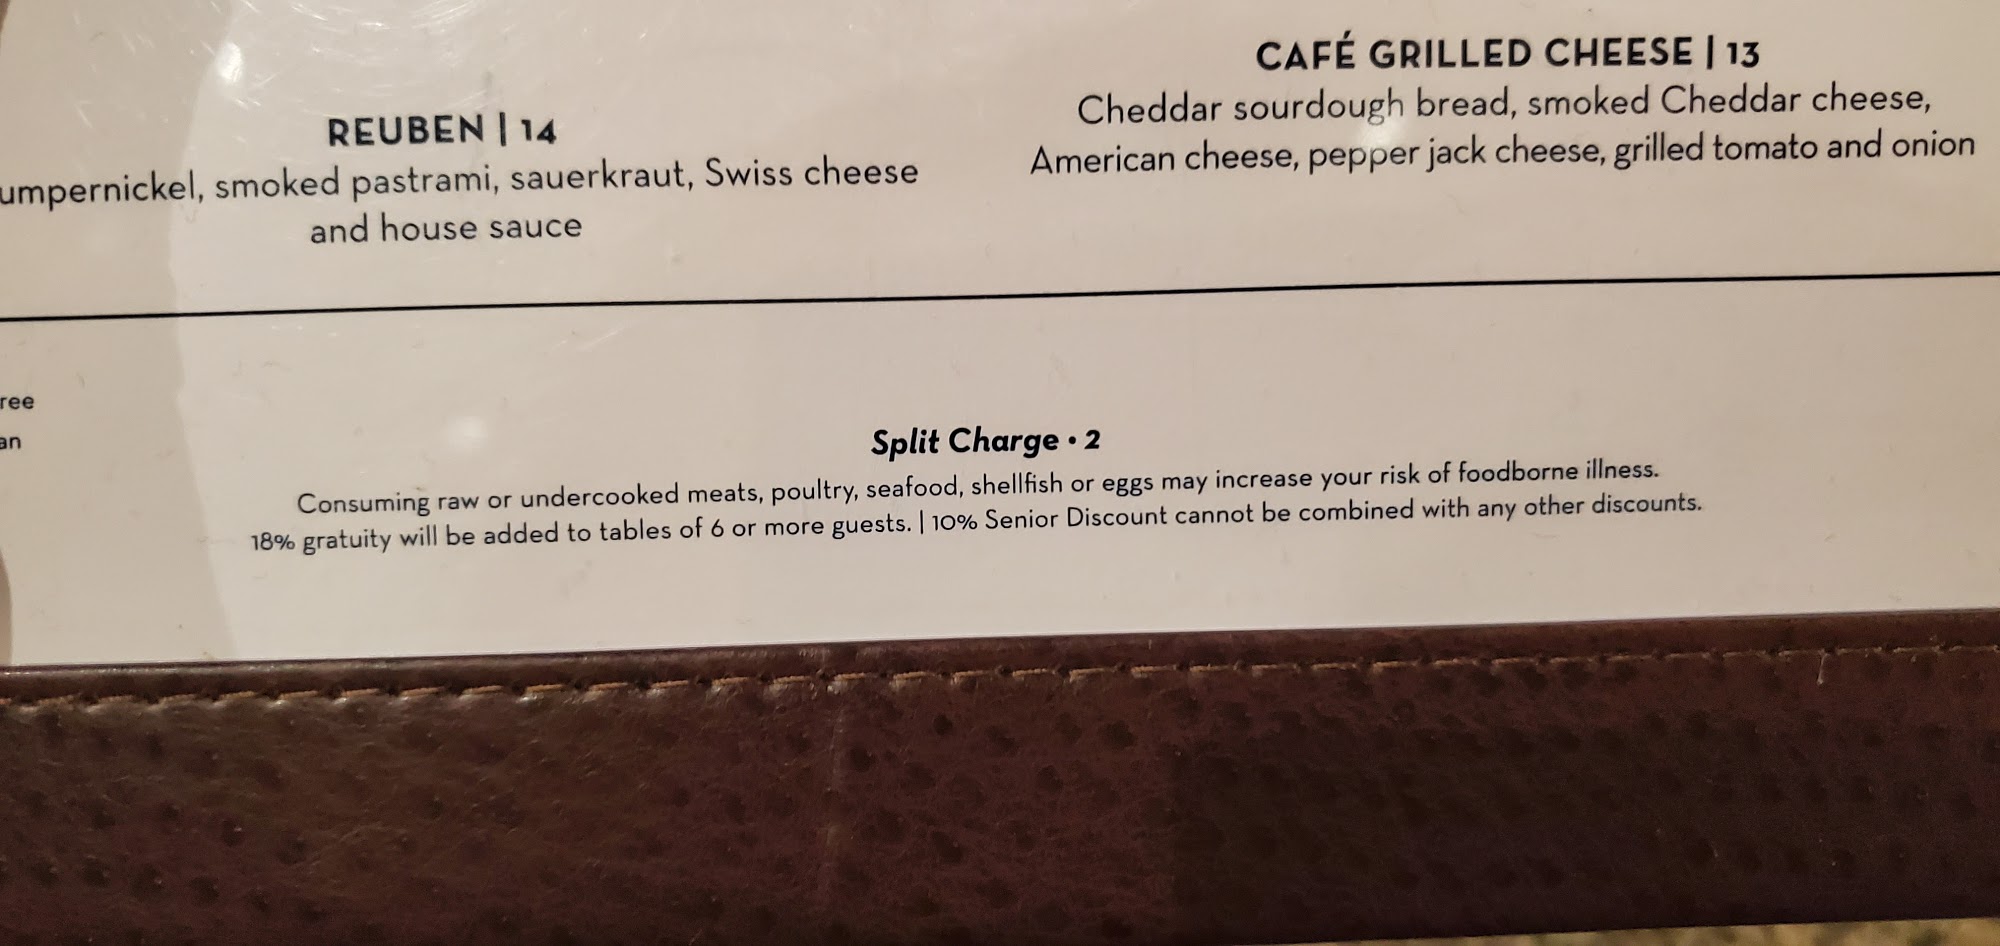 REUBEN | 14
umpernickel, smoked pastrami, sauerkraut, Swiss cheese
and house sauce
CAFÉ GRILLED CHEESE | 13
Cheddar sourdough bread, smoked Cheddar cheese,
American cheese, pepper jack cheese, grilled tomato and onion
ree
an
Split Charge • 2
Consuming raw or undercooked meats, poultry, seafood, shellfish or eggs may increase your risk of foodborne illness.
18% gratuity will be added to tables of 6 or more guests. | 10% Senior Discount cannot be combined with any other discounts.